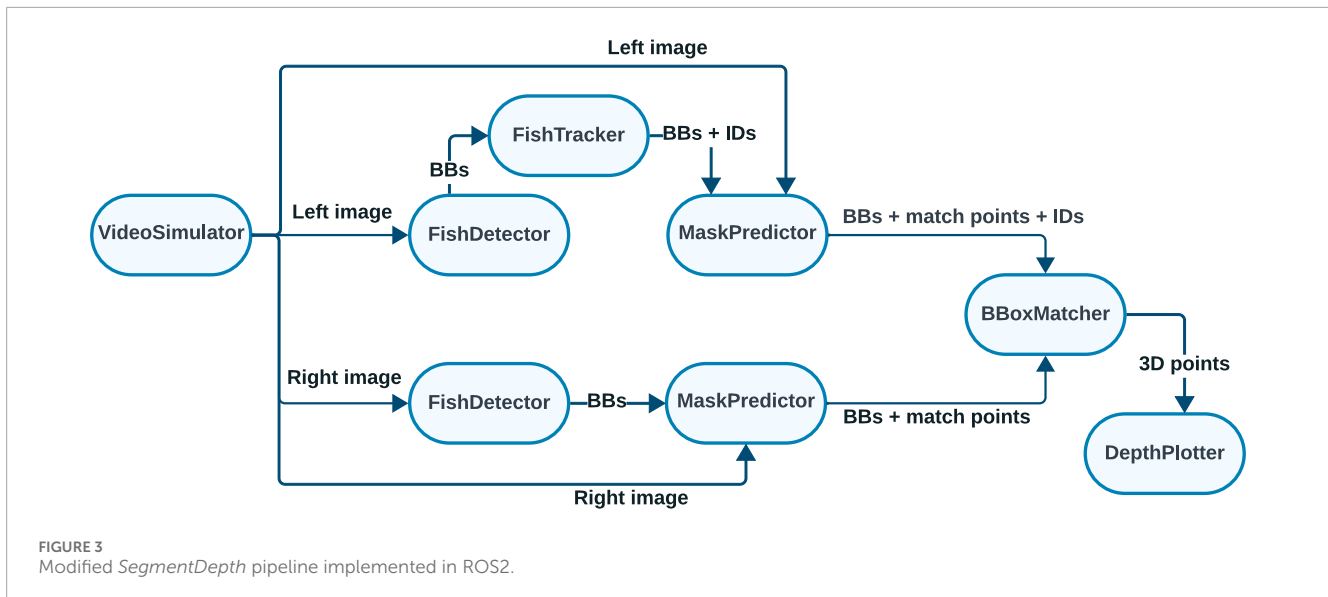 Left image
FishTracker
BBs + IDs
BBs
Left image
VideoSimulator
FishDetector
MaskPredictor
BBs + match points + IDs
BBoxMatcher
3D points
Right image
FishDetector
BBs
MaskPredictor
BBs + match points
DepthPlotter
Right image
FIGURE 3
Modified SegmentDepth pipeline implemented in ROS2.